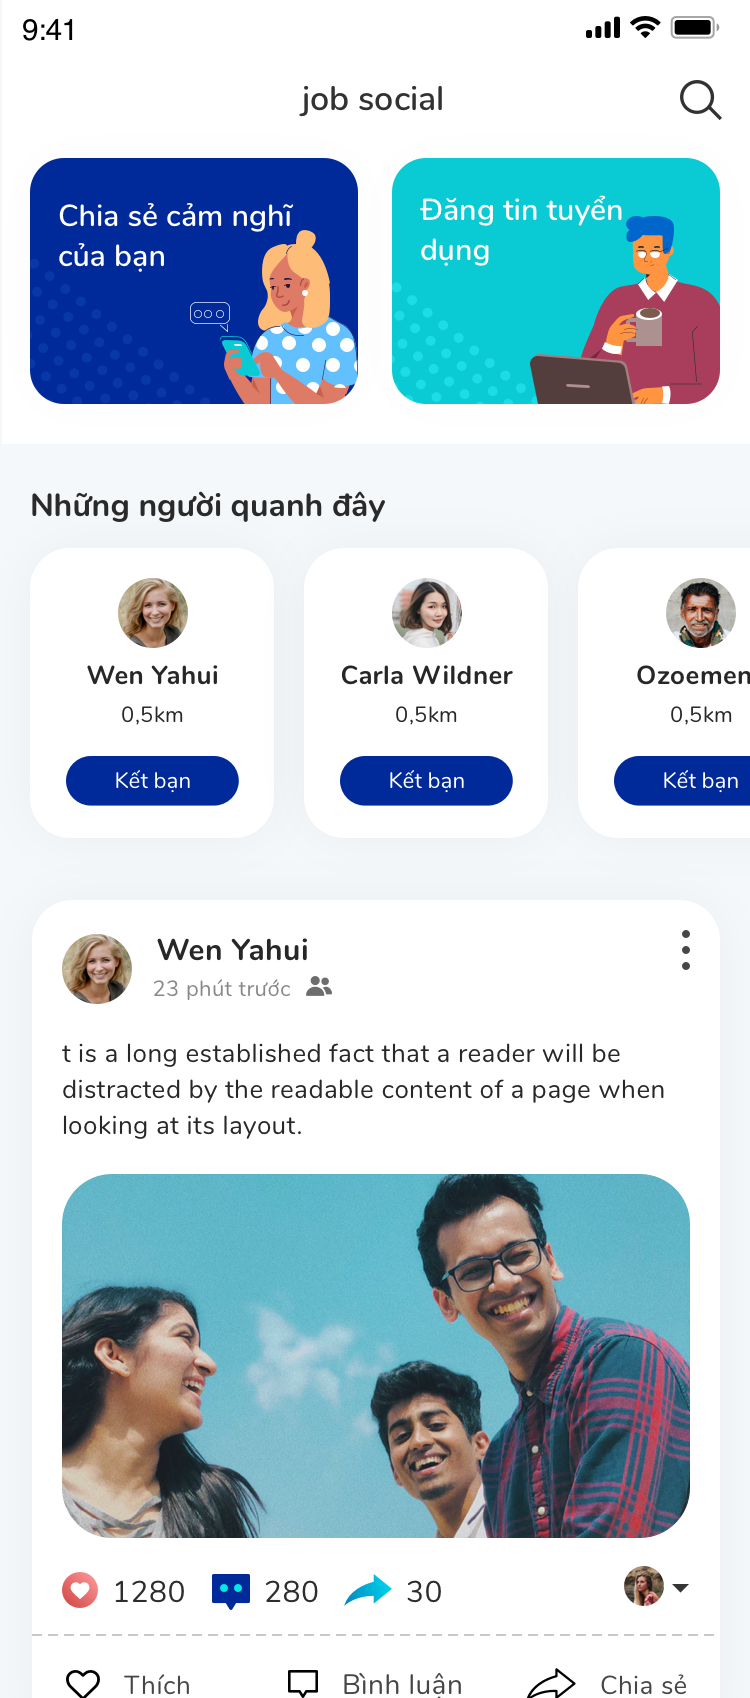 9:41
job social
Chia sẻ cảm nghĩ
của bạn
Đăng tin tuyển
dụng
Những người quanh đây
Wen Yahui
0,5km
Kết bạn
Carla Wildner
0,5km
Kết bạn
Ozoemen
0,5km
Kết bạn
Wen Yahui
23 phút trước
t is a long established fact that a reader will be
distracted by the readable content of a page when
looking at its layout.
1280
280
30
Thích
Bình luận
Chia sẻ